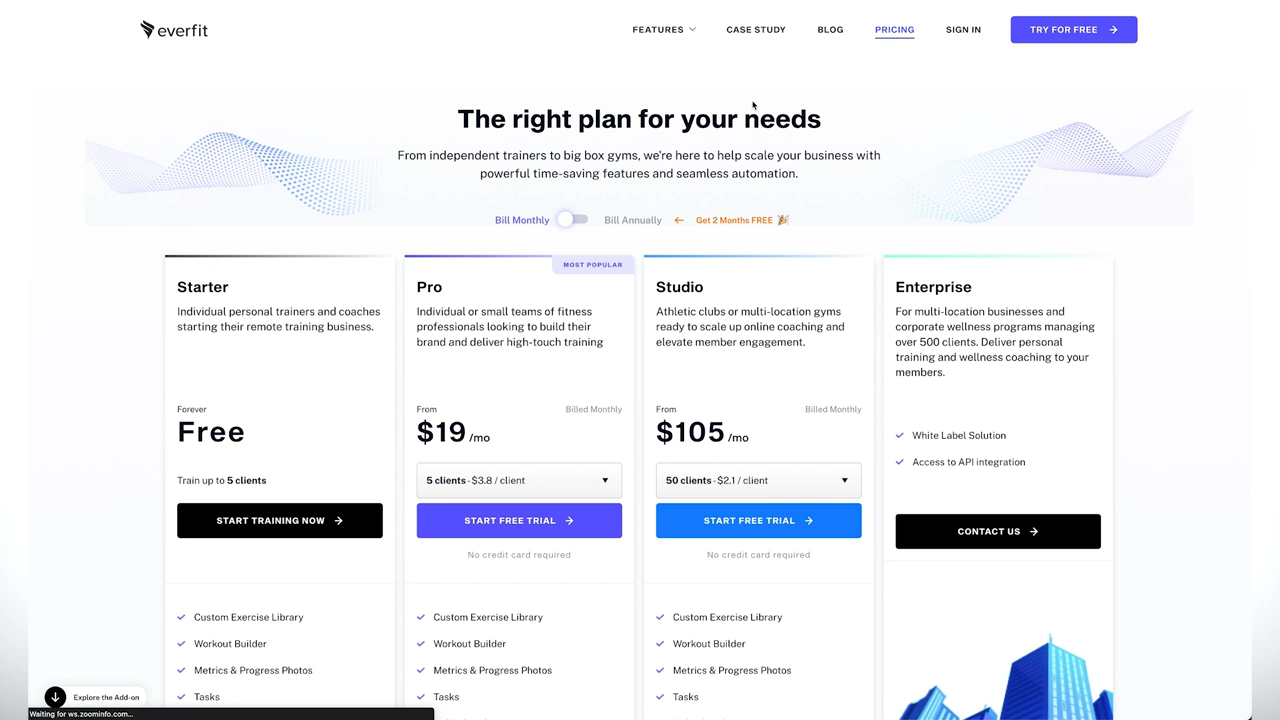 everfit
FEATURES
CASE STUDY
BLOG
PRICING
SIGN IN
TRY FOR FREE →
The right plan for your needs
From independent trainers to big box gyms, we're here to help scale your business with
powerful time-saving features and seamless automation.
Bill Monthly
Bill Annually
← Get 2 Months FREE 🎉
Starter
Individual personal trainers and coaches
starting their remote training business.
Forever
Free
Train up to 5 clients
START TRAINING NOW →
Custom Exercise Library
Workout Builder
Metrics & Progress Photos
Tasks
MOST POPULAR
Pro
Individual or small teams of fitness
professionals looking to build their
brand and deliver high-touch training
From
Billed Monthly
$19 /mo
5 clients - $3.8 / client
START FREE TRIAL →
No credit card required
Custom Exercise Library
Workout Builder
Metrics & Progress Photos
Tasks
Studio
Athletic clubs or multi-location gyms
ready to scale up online coaching and
elevate member engagement.
From
Billed Monthly
$105 /mo
50 clients - $2.1 / client
START FREE TRIAL →
No credit card required
Custom Exercise Library
Workout Builder
Metrics & Progress Photos
Tasks
Enterprise
For multi-location businesses and
corporate wellness programs managing
over 500 clients. Deliver personal
training and wellness coaching to your
members.
White Label Solution
Access to API integration
CONTACT US →
Explore the Add-on
Waiting for ws.zoominfo.com...